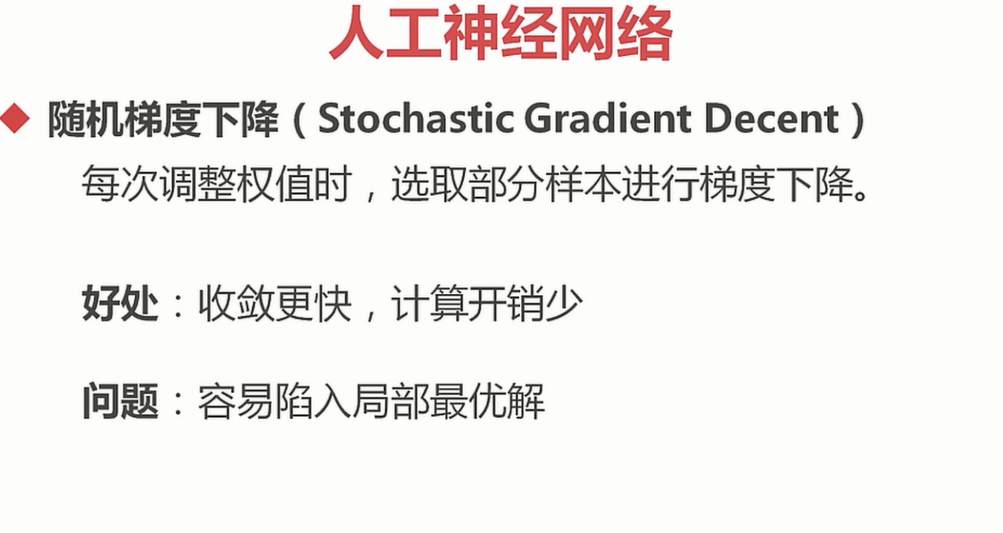 人工神经网络
随机梯度下降（Stochastic Gradient Decent）
每次调整权值时，选取部分样本进行梯度下降。
好处：收敛更快，计算开销少
问题：容易陷入局部最优解